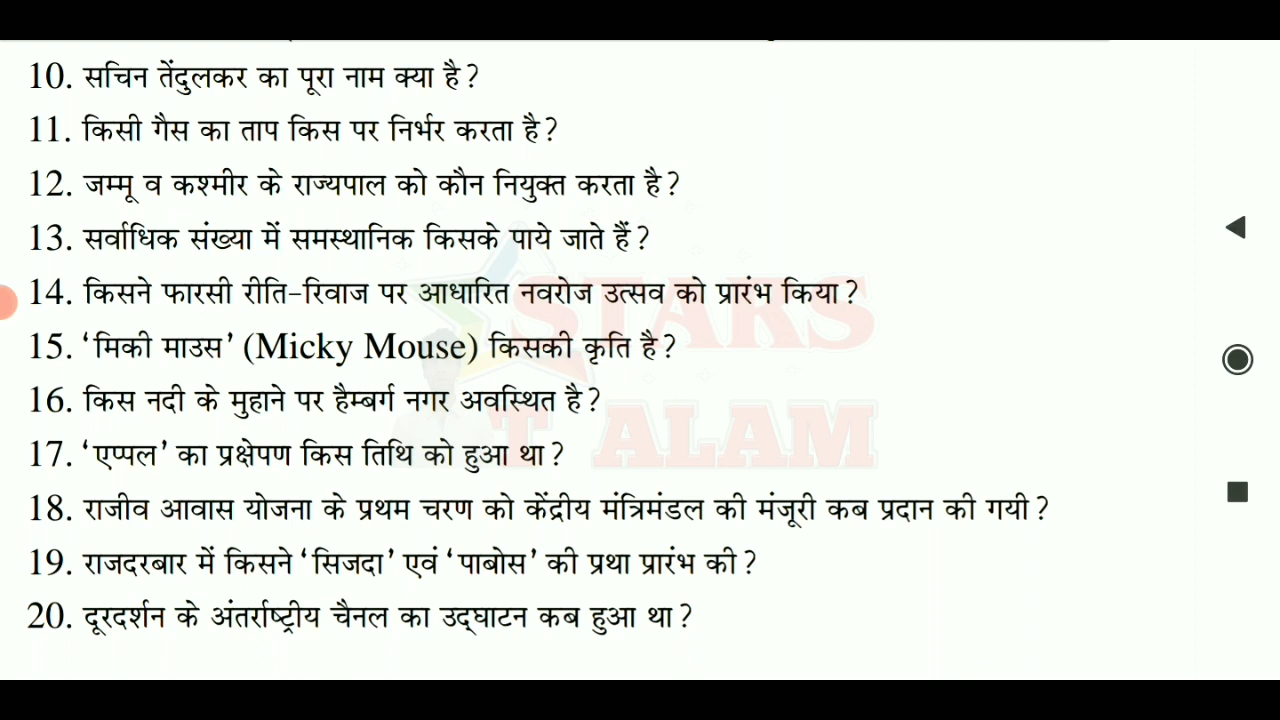 10. सचिन तेंदुलकर का पूरा नाम क्या है?
11. किसी गैस का ताप किस पर निर्भर करता है?
12. जम्मू व कश्मीर के राज्यपाल को कौन नियुक्त करता है?
13. सर्वाधिक संख्या में समस्थानिक किसके पाये जाते हैं?
14. किसने फारसी रीति-रिवाज पर आधारित नवरोज उत्सव को प्रारंभ किया?
15. ‘मिकी माउस’ (Micky Mouse) किसकी कृति है?
16. किस नदी के मुहाने पर हैम्बर्ग नगर अवस्थित है?
17. ‘एप्पल’ का प्रक्षेपण किस तिथि को हुआ था?
18. राजीव आवास योजना के प्रथम चरण को केंद्रीय मंत्रिमंडल की मंजूरी कब प्रदान की गयी?
19. राजदरबार में किसने ‘सिजदा’ एवं ‘पाबोस’ की प्रथा प्रारंभ की?
20. दूरदर्शन के अंतर्राष्ट्रीय चैनल का उद्घाटन कब हुआ था?
STARS
T ALAM